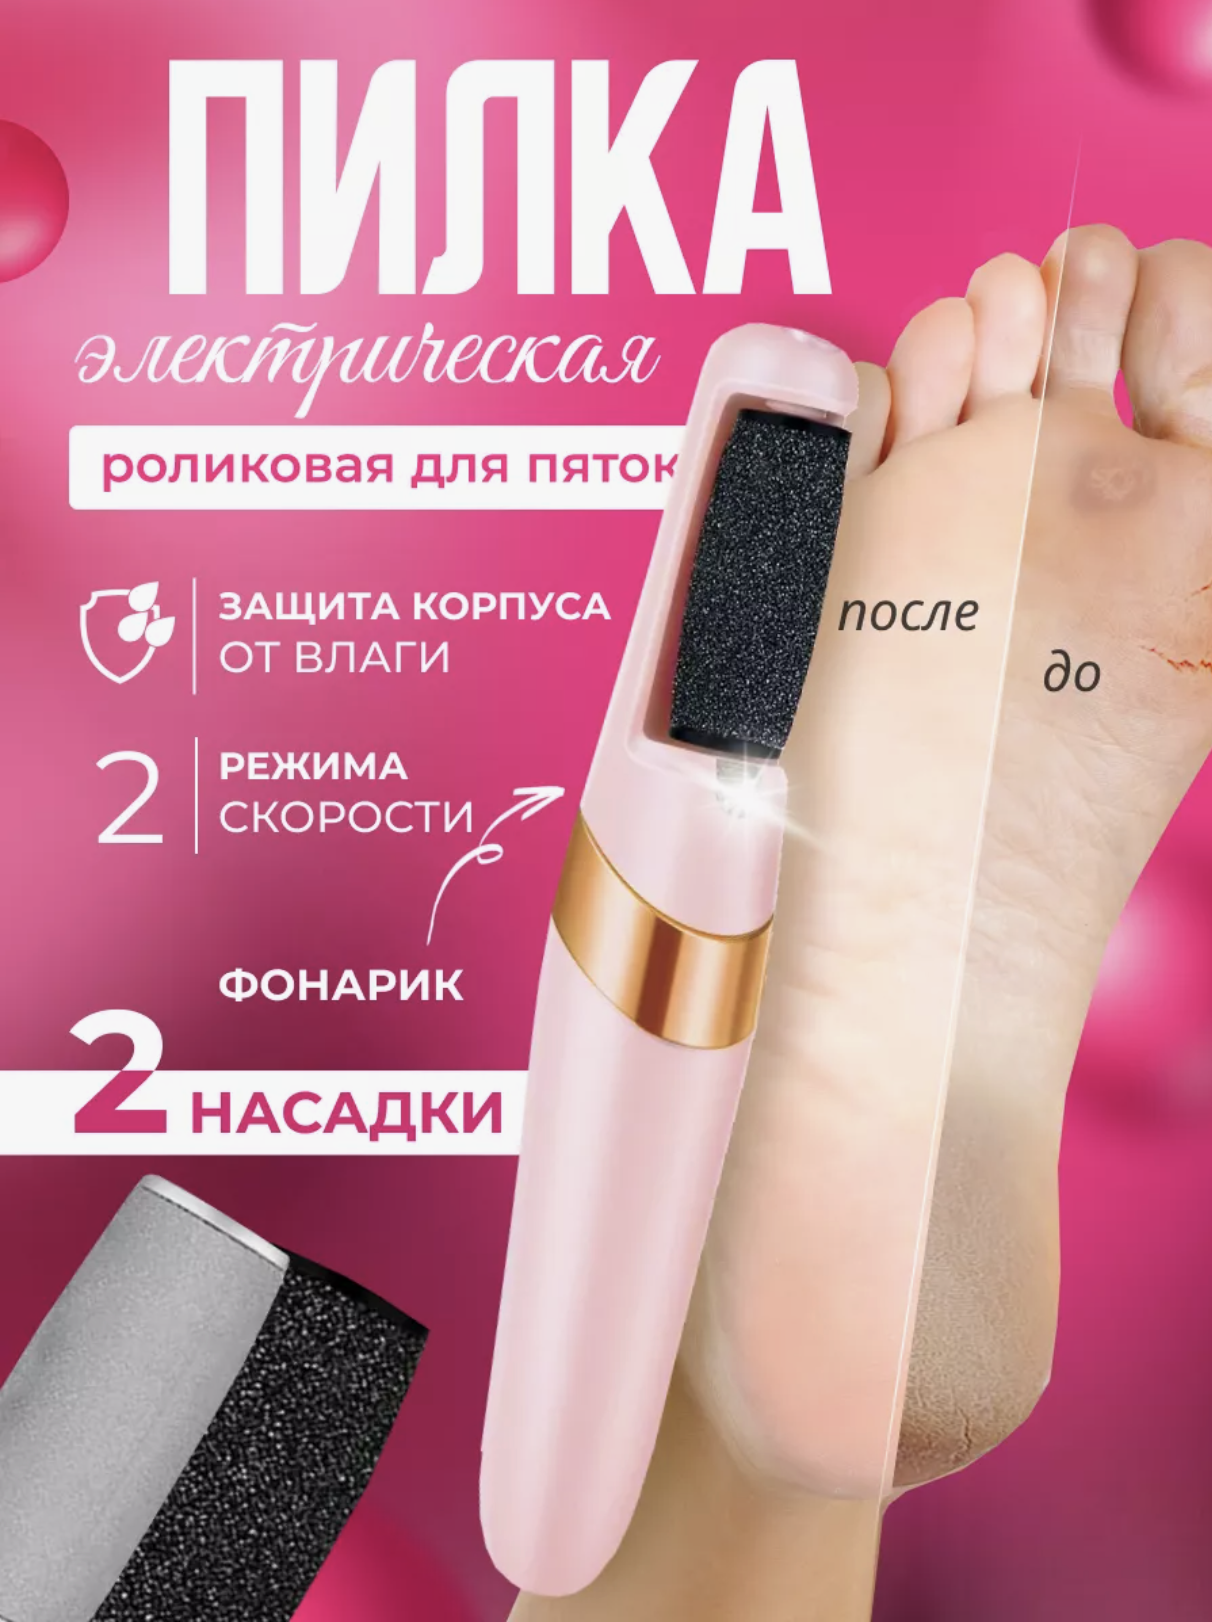 ПИЛКА
электрическая
роликовая для пяток
ЗАЩИТА КОРПУСА
ОТ ВЛАГИ
2 РЕЖИМА
СКОРОСТИ
ФОНАРИК
2 НАСАДКИ
после
до